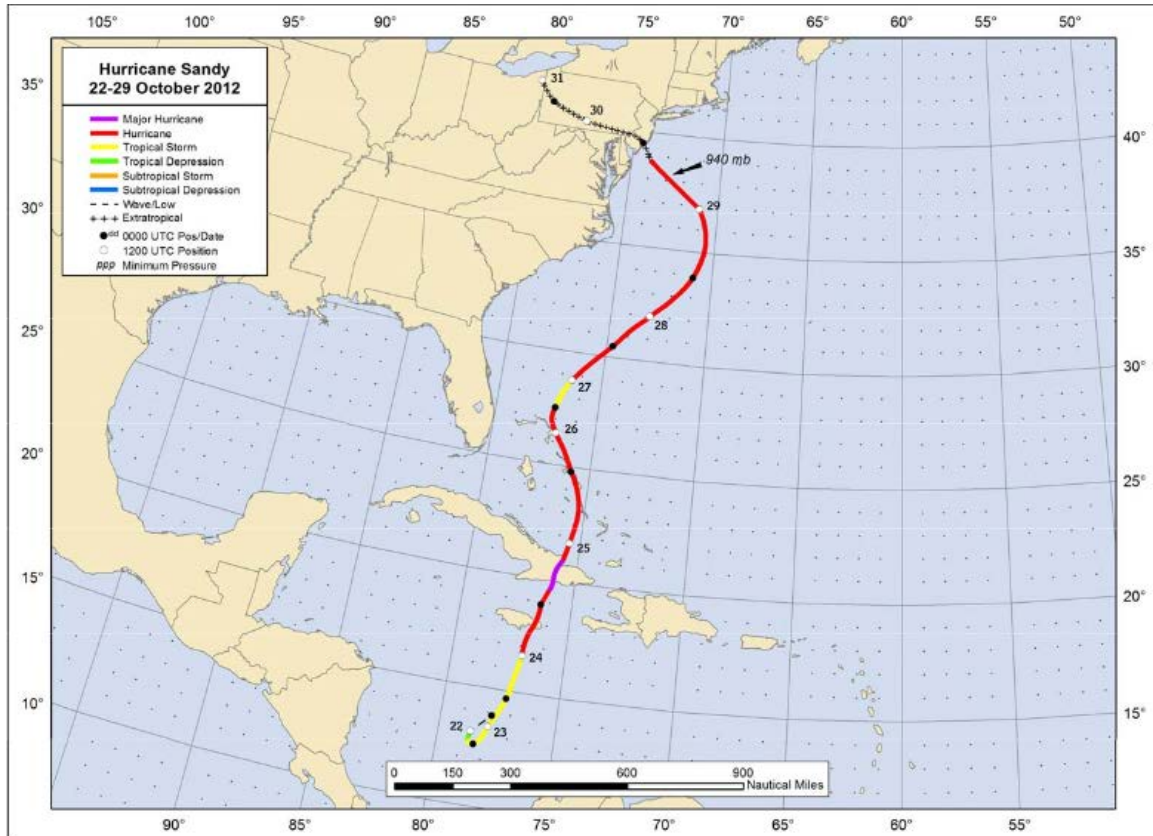 105° 100° 95° 90° 85° 80° 75° 70° 65° 60° 55° 50°
Hurricane Sandy
22-29 October 2012
Major Hurricane
Hurricane
Tropical Storm
Tropical Depression
Subtropical Storm
Subtropical Depression
Wave/Low
Extratropical
dd 0000 UTC Pos/Date
1200 UTC Position
PPP Minimum Pressure
35°
30°
25°
20°
15°
10°
31
30
940 mb
29
28
27
26
25
24
22
23
40°
35°
30°
25°
20°
15°
0 150 300 600 900
Nautical Miles
90° 85° 80° 75° 70° 65° 60° 55°